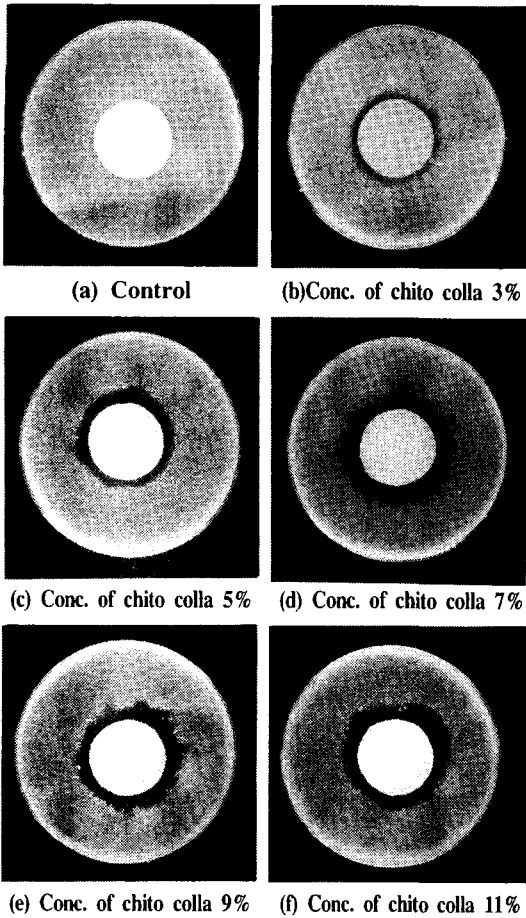 (a) Control
(b)Conc. of chito colla 3%
(c) Conc. of chito colla 5%
(d) Conc. of chito colla 7%
(e) Conc. of chito colla 9%
(f) Conc. of chito colla 11%